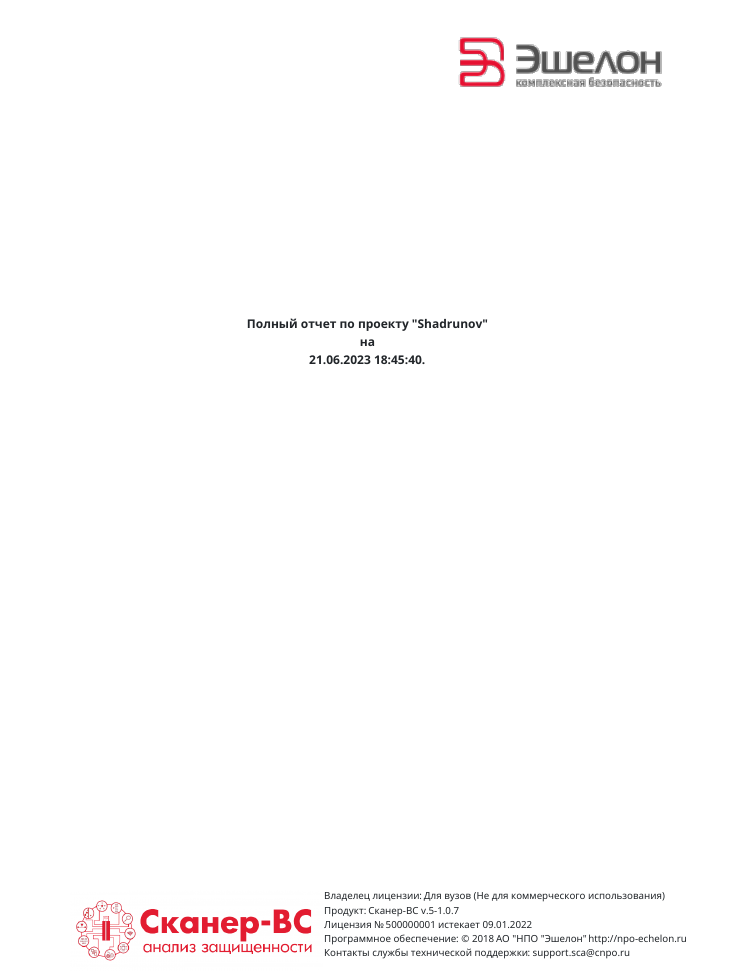 Эшелон
комплексная безопасность
Полный отчет по проекту "Shadrunov"
на
21.06.2023 18:45:40.
Владелец лицензии: Для вузов (Не для коммерческого использования)
Продукт: Сканер-ВС v.5-1.0.7
Лицензия № 500000001 истекает 09.01.2022
Программное обеспечение: © 2018 АО "НПО "Эшелон" http://npo-echelon.ru
Контакты службы технической поддержки: support.sca@cnpo.ru
Сканер-ВС
анализ защищенности